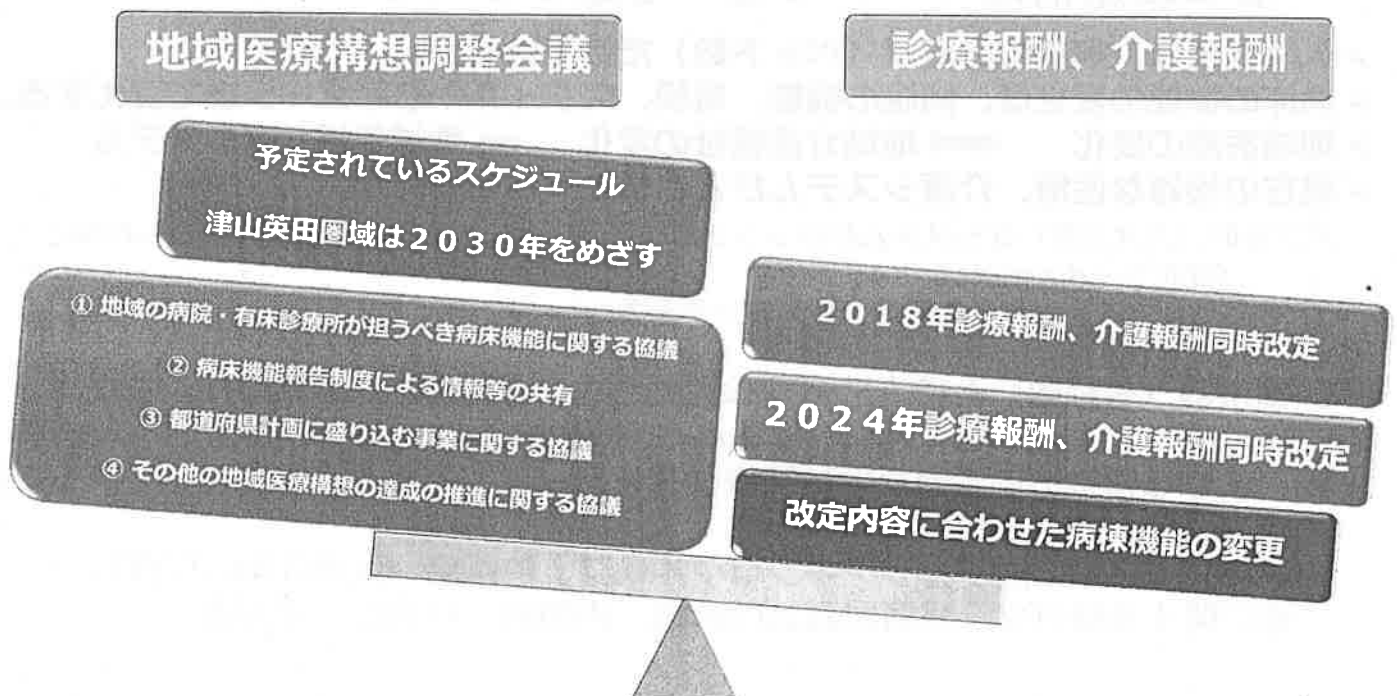 地域医療構想調整会議
予定されているスケジュール
津山英田圏域は２０３０年をめざす
① 地域の病院・有床診療所が担うべき病床機能に関する協議
② 病床機能報告制度による情報等の共有
③ 都道府県計画に盛り込む事業に関する協議
④ その他の地域医療構想の達成の推進に関する協議
診療報酬、介護報酬
２０１８年診療報酬、介護報酬同時改定
２０２４年診療報酬、介護報酬同時改定
改定内容に合わせた病棟機能の変更